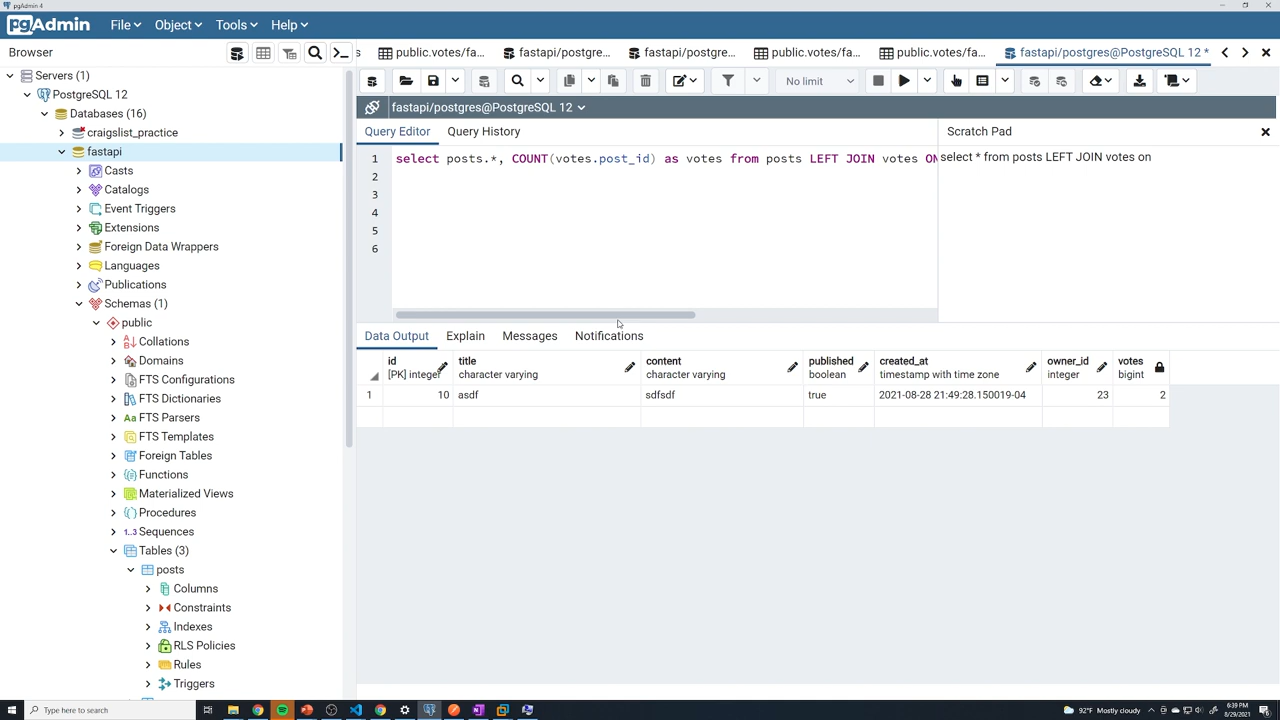 pgAdmin 4
pgAdmin File Object Tools Help
Browser
s public.votes/fa... fastapi/postgre... fastapi/postgre... public.votes/fa... public.votes/fa... fastapi/postgres@PostgreSQL 12 *
No limit
fastapi/postgres@PostgreSQL 12
Query Editor Query History
Scratch Pad
1 select posts.*, COUNT(votes.post_id) as votes from posts LEFT JOIN votes ON
2
3
4
5
6
select * from posts LEFT JOIN votes on
Servers (1)
PostgreSQL 12
Databases (16)
craigslist_practice
fastapi
Casts
Catalogs
Event Triggers
Extensions
Foreign Data Wrappers
Languages
Publications
Schemas (1)
public
Collations
Domains
FTS Configurations
FTS Dictionaries
Aa FTS Parsers
FTS Templates
Foreign Tables
Functions
Materialized Views
Procedures
1..3 Sequences
Tables (3)
posts
Columns
Constraints
Indexes
RLS Policies
Rules
Triggers
Data Output Explain Messages Notifications
id title content published created_at owner_id votes
[PK] integer character varying character varying boolean timestamp with time zone integer bigint
1 10 asdf sdfsdf true 2021-08-28 21:49:28.150019-04 23 2
Type here to search
92°F Mostly cloudy
6:39 PM
8/29/2021